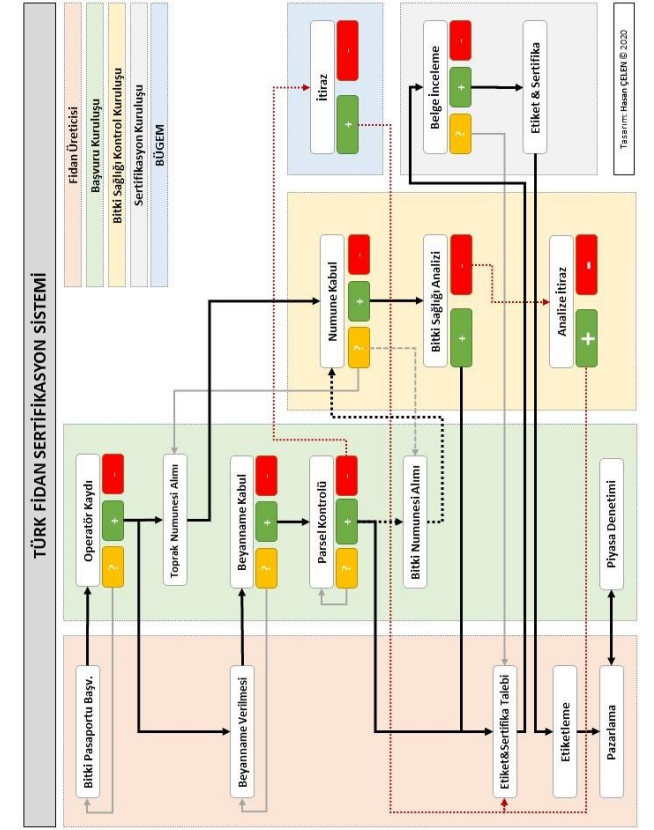 TÜRK FİDAN SERTİFİKASYON SİSTEMİ
Fidan Üreticisi
Başvuru Kuruluşu
Bitki Sağlığı Kontrol Kuruluşu
Sertifikasyon Kuruluşu
BÜGEM
Bitki Pasaportu Başv.
Operatör Kaydı
? + -
Toprak Numunesi Alımı
Beyanname Verilmesi
Beyanname Kabul
? + -
Parsel Kontrolü
? + -
Bitki Numunesi Alımı
Numune Kabul
? + -
Bitki Sağlığı Analizi
+ -
Analize İtiraz
+ -
İtiraz
+ -
Belge İnceleme
? + -
Etiket & Sertifika
Etiket&Sertifika Talebi
Etiketleme
Pazarlama
Piyasa Denetimi
Tasarım: Hasan ÇELEN © 2020